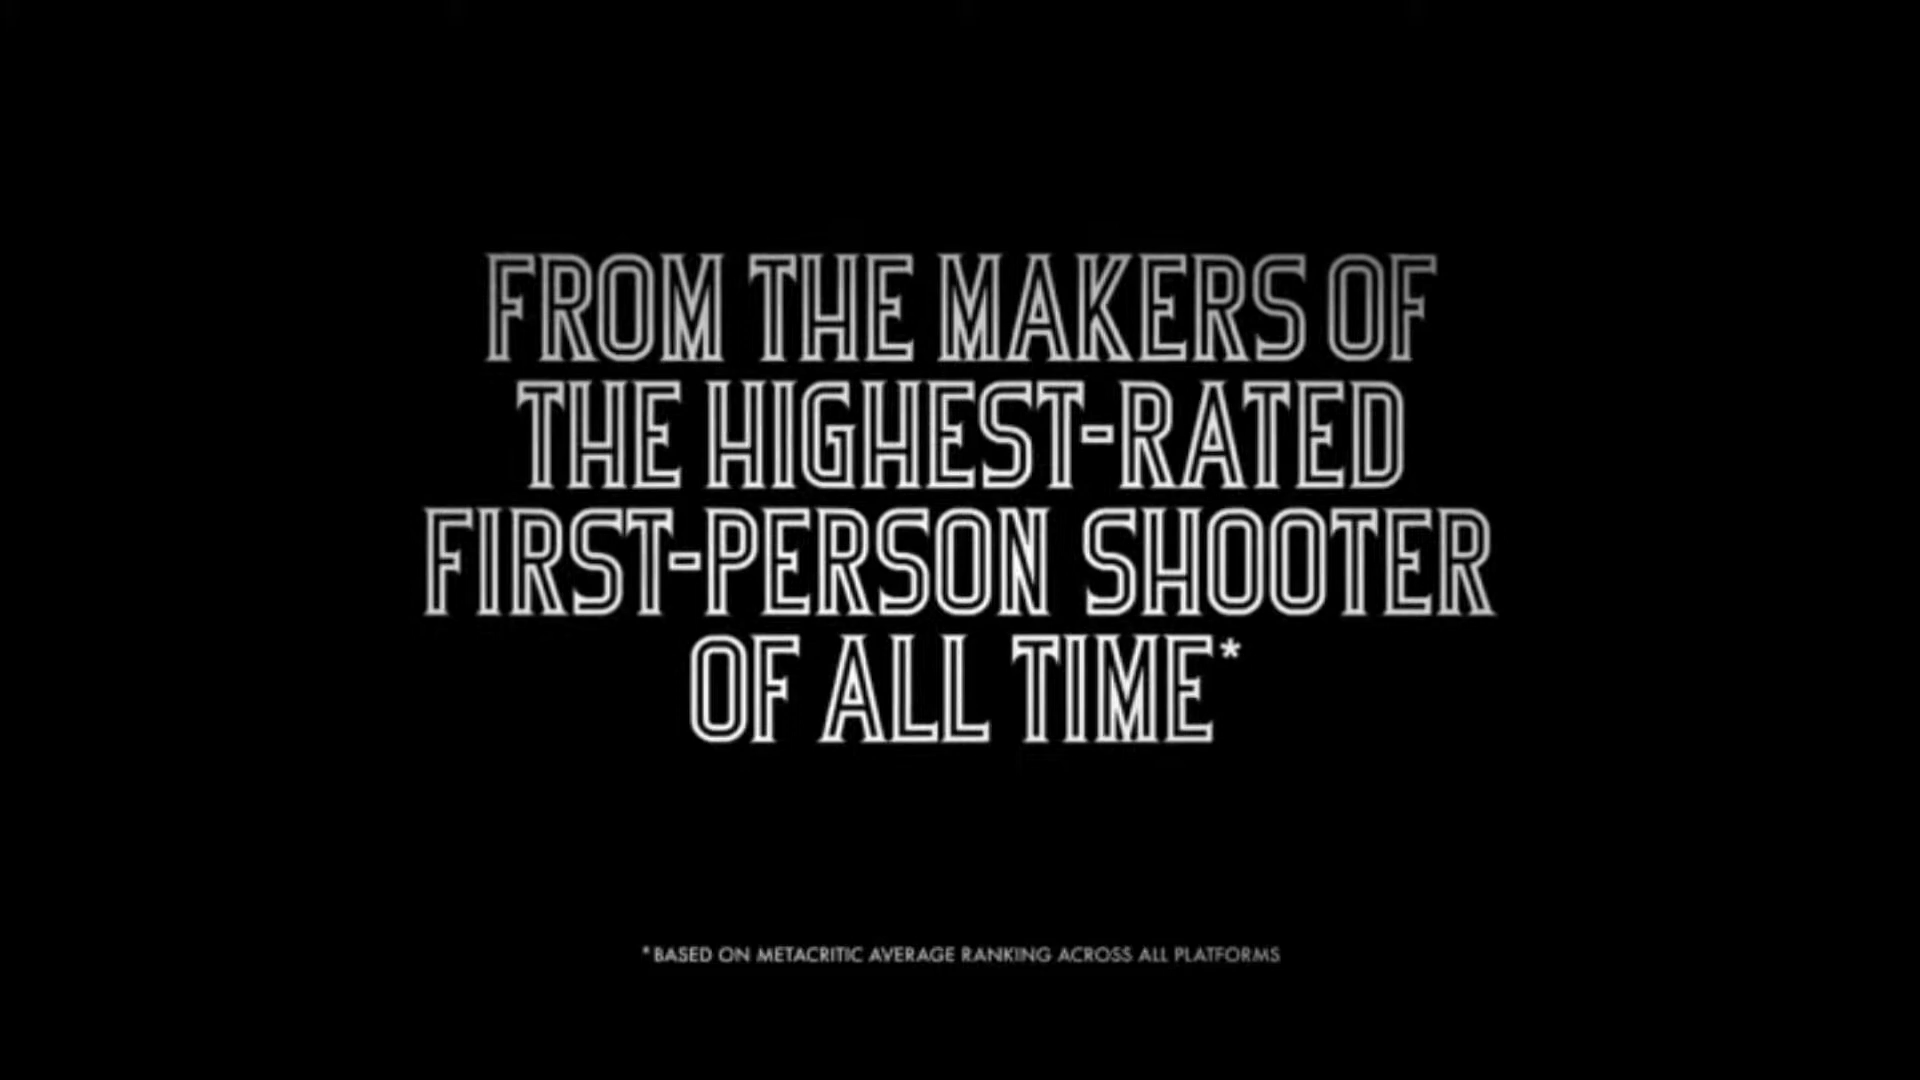 FROM THE MAKERS OF
THE HIGHEST-RATED
FIRST-PERSON SHOOTER
OF ALL TIME*
*BASED ON METACRITIC AVERAGE RANKING ACROSS ALL PLATFORMS